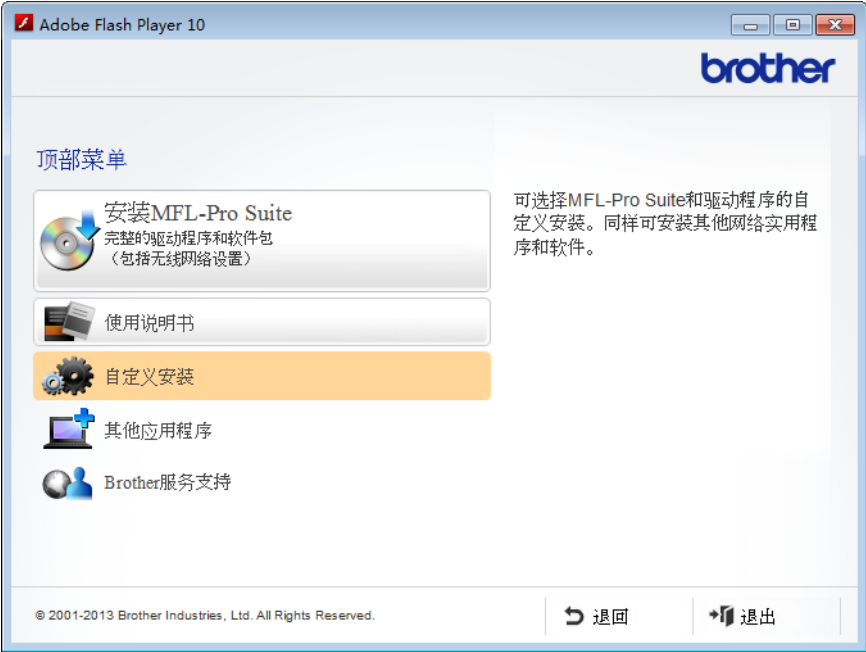 Adobe Flash Player 10
brother
顶部菜单
安装MFL-Pro Suite
完整的驱动程序和软件包
（包括无线网络设置）
使用说明书
自定义安装
其他应用程序
Brother服务支持
可选择MFL-Pro Suite和驱动程序的自
定义安装。同样可安装其他网络实用程
序和软件。
© 2001-2013 Brother Industries, Ltd. All Rights Reserved.
退回
退出